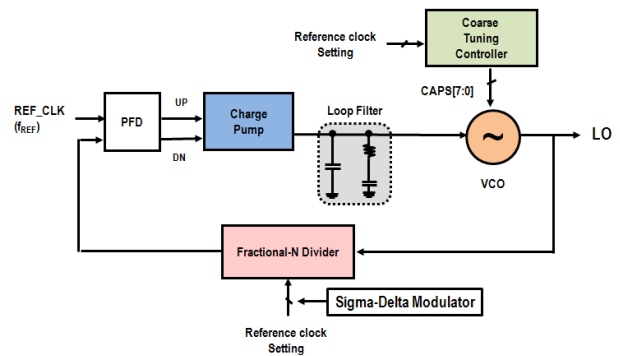 Coarse
Tuning
Controller
Reference clock
Setting
CAPS[7:0]
REF_CLK
(fREF)
PFD
UP
DN
Charge
Pump
Loop Filter
~
VCO
LO
Fractional-N Divider
Sigma-Delta Modulator
Reference clock
Setting